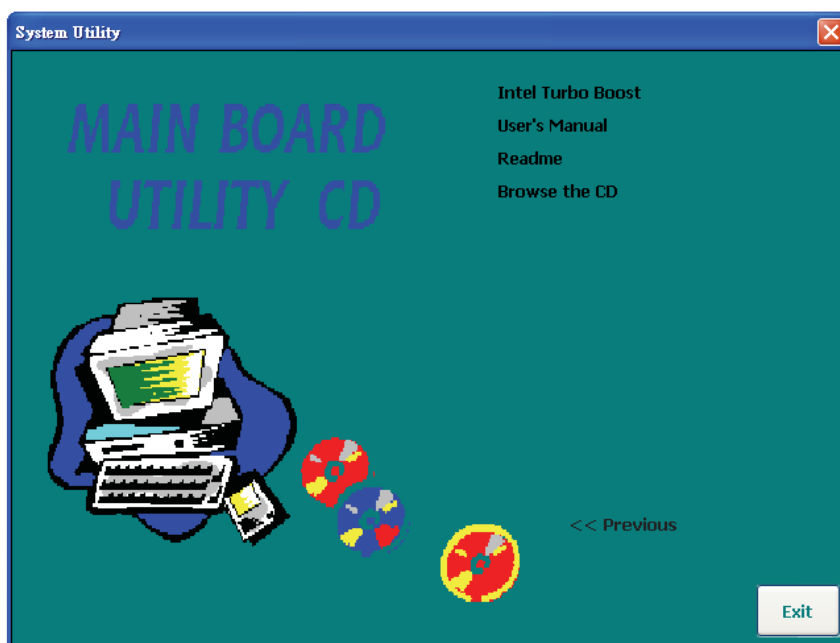 System Utility
MAIN BOARD
UTILITY CD
Intel Turbo Boost
User's Manual
Readme
Browse the CD
<< Previous
Exit